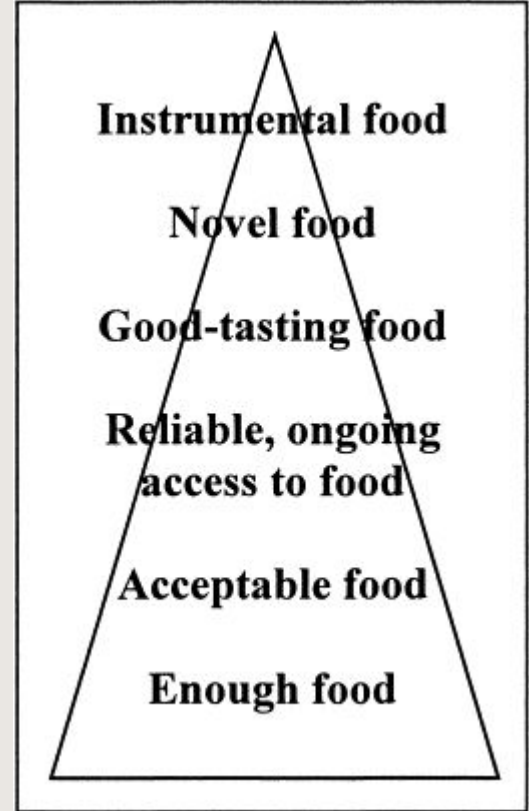 Instrumental food
Novel food
Good-tasting food
Reliable, ongoing
access to food
Acceptable food
Enough food